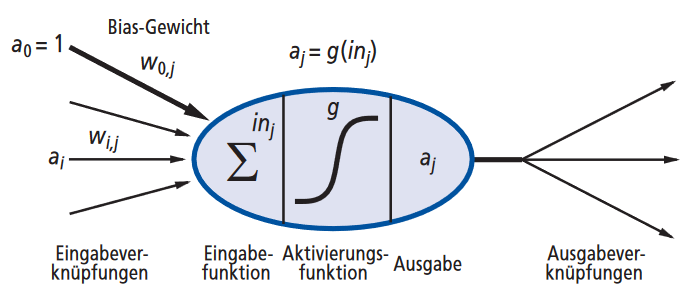 Bias-Gewicht
a₀ = 1
w₀,ⱼ
aⱼ = g(inⱼ)
wᵢ,ⱼ
aᵢ
inⱼ
Σ
g
aⱼ
Eingabever-
knüpfungen
Eingabe-
funktion
Aktivierungs-
funktion
Ausgabe
Ausgabever-
knüpfungen